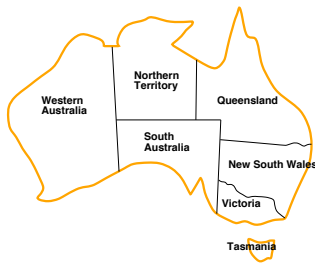 Northern
Territory
Western
Australia
Queensland
South
Australia
New South Wales
Victoria
Tasmania